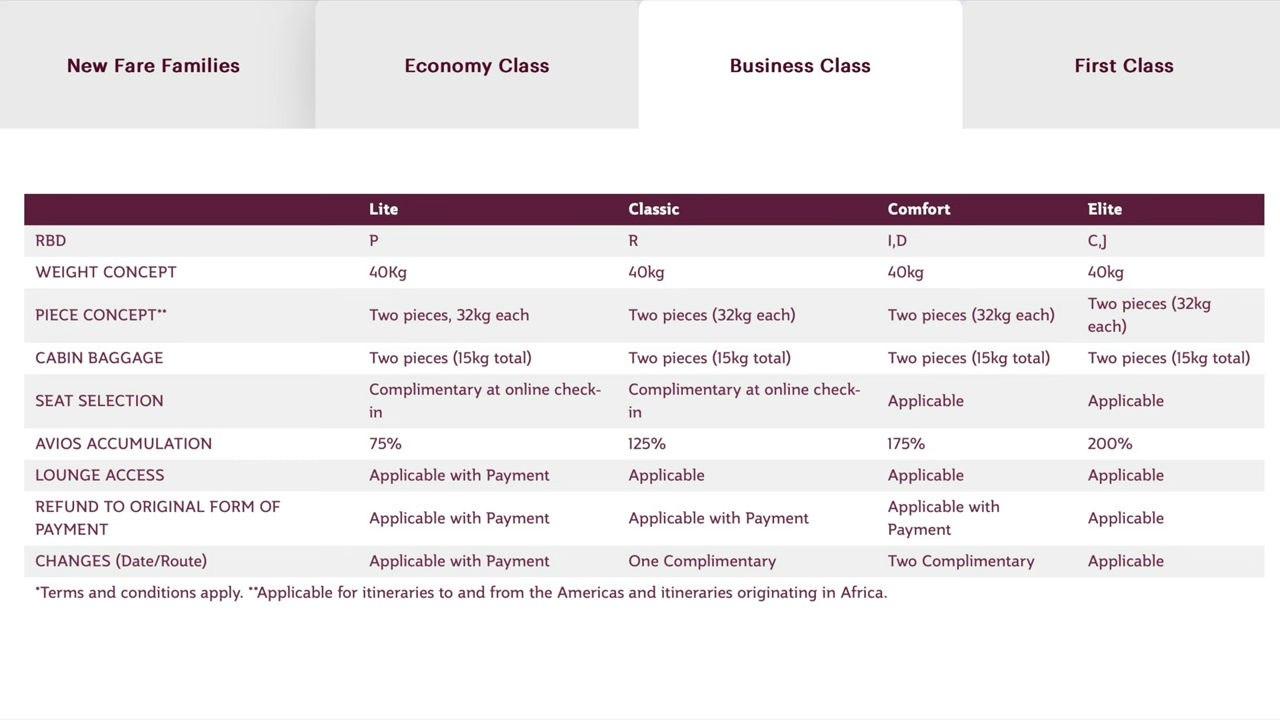 New Fare Families Economy Class Business Class First Class
Lite Classic Comfort Elite
RBD P R I,D C,J
WEIGHT CONCEPT 40Kg 40kg 40kg 40kg
PIECE CONCEPT** Two pieces, 32kg each Two pieces (32kg each) Two pieces (32kg each) Two pieces (32kg
each)
CABIN BAGGAGE Two pieces (15kg total) Two pieces (15kg total) Two pieces (15kg total) Two pieces (15kg total)
SEAT SELECTION Complimentary at online check-
in Complimentary at online check-
in Applicable Applicable
AVIOS ACCUMULATION 75% 125% 175% 200%
LOUNGE ACCESS Applicable with Payment Applicable Applicable Applicable
REFUND TO ORIGINAL FORM OF
PAYMENT Applicable with Payment Applicable with Payment Applicable with
Payment Applicable
CHANGES (Date/Route) Applicable with Payment One Complimentary Two Complimentary Applicable
*Terms and conditions apply. **Applicable for itineraries to and from the Americas and itineraries originating in Africa.